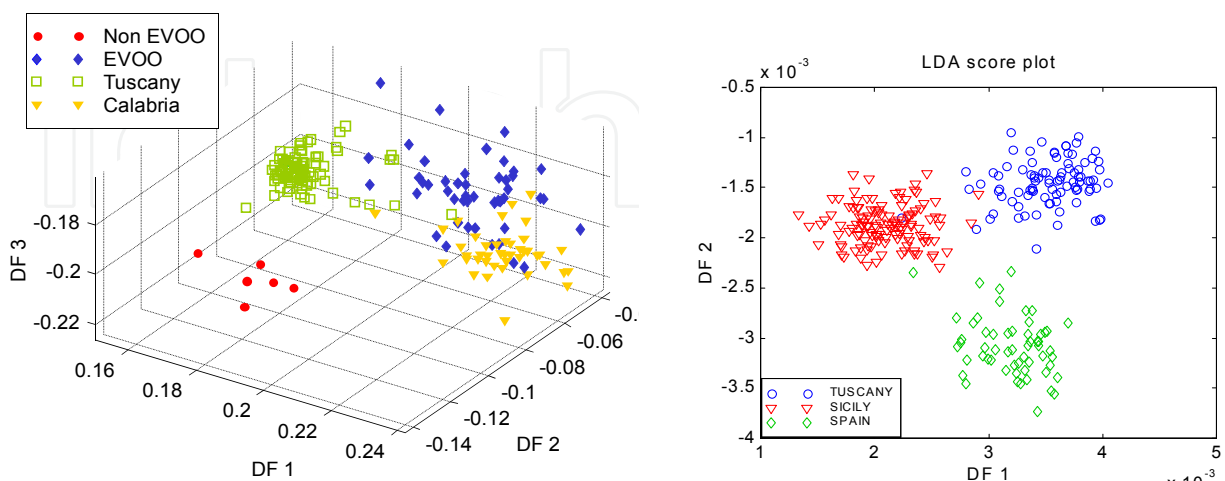 Non EVOO
EVOO
Tuscany
Calabria
-0.18
-0.2
-0.22
DF 3
0.16
0.18
0.2
0.22
0.24
DF 1
-0.14
-0.12
-0.1
-0.08
-0.06
-0.
DF 2
LDA score plot
x 10-3
-0.5
-1
-1.5
-2
-2.5
-3
-3.5
-4
DF 2
TUSCANY
SICILY
SPAIN
1
2
3
4
5
DF 1
x 10-3